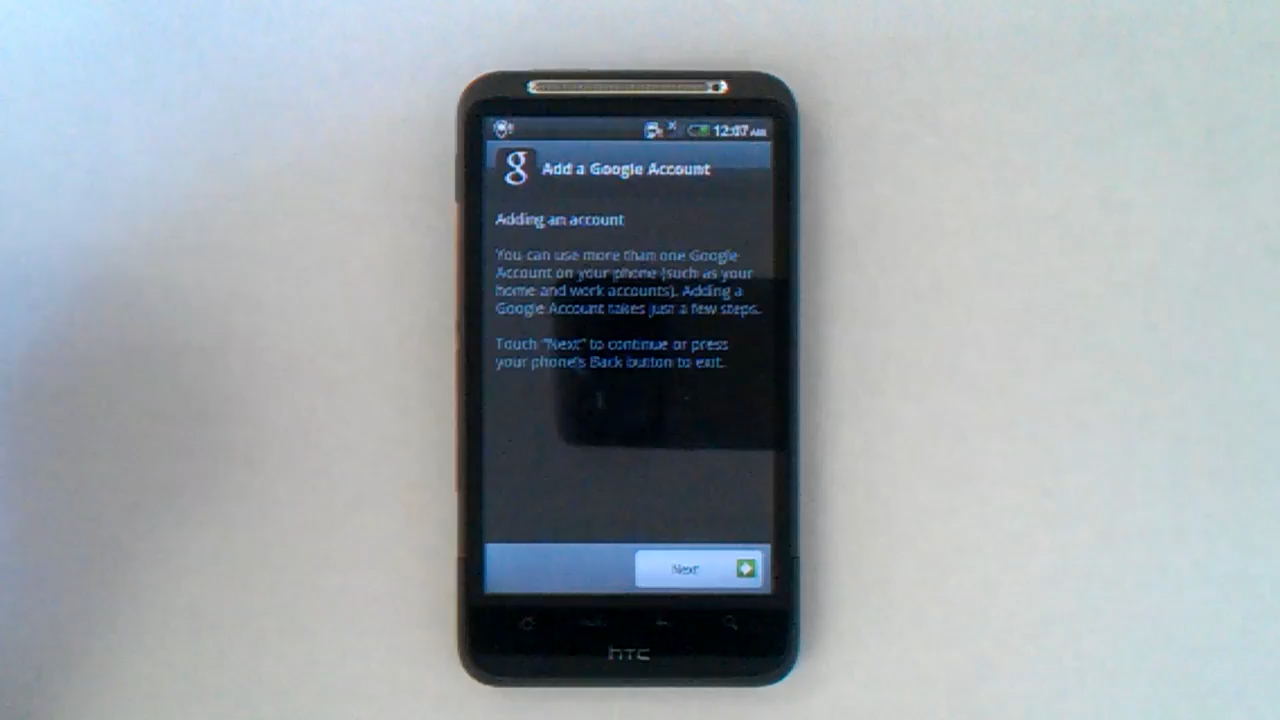 12:07 AM
g Add a Google Account
Adding an account
You can use more than one Google
Account on your phone (such as your
home and work accounts). Adding a
Google Account takes just a few steps.
Touch "Next" to continue or press
your phone's Back button to exit.
Next
hTC